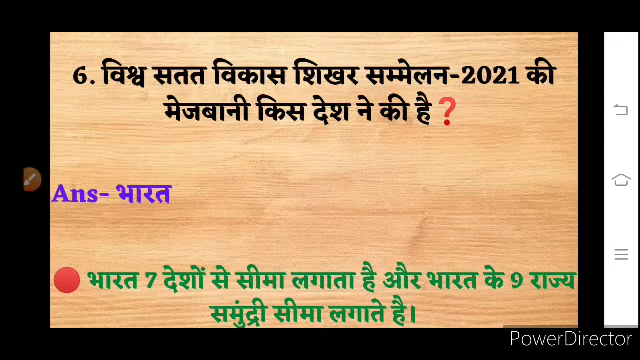 6. विश्व सतत विकास शिखर सम्मेलन-2021 की
मेजबानी किस देश ने की है❓
Ans- भारत
🔴 भारत 7 देशों से सीमा लगाता है और भारत के 9 राज्य
समुंद्री सीमा लगाते है।
PowerDirector